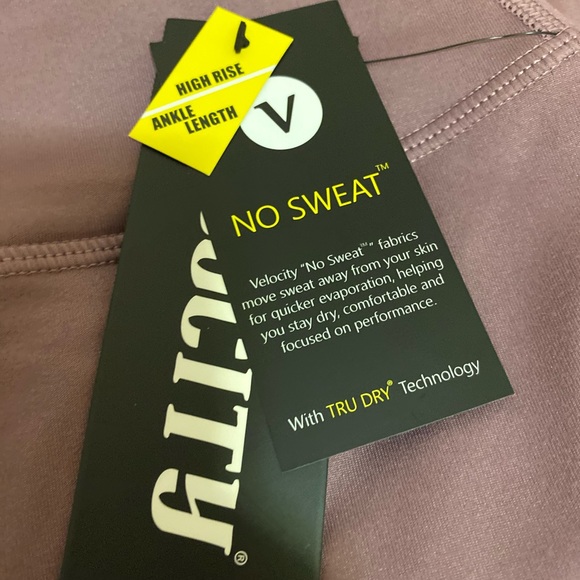 HIGH RISE
ANKLE
LENGTH
V
NO SWEAT™
Velocity "No Sweat™" fabrics
move sweat away from your skin
for quicker evaporation, helping
you stay dry, comfortable and
focused on performance.
With TRU DRY® Technology
OCITY®